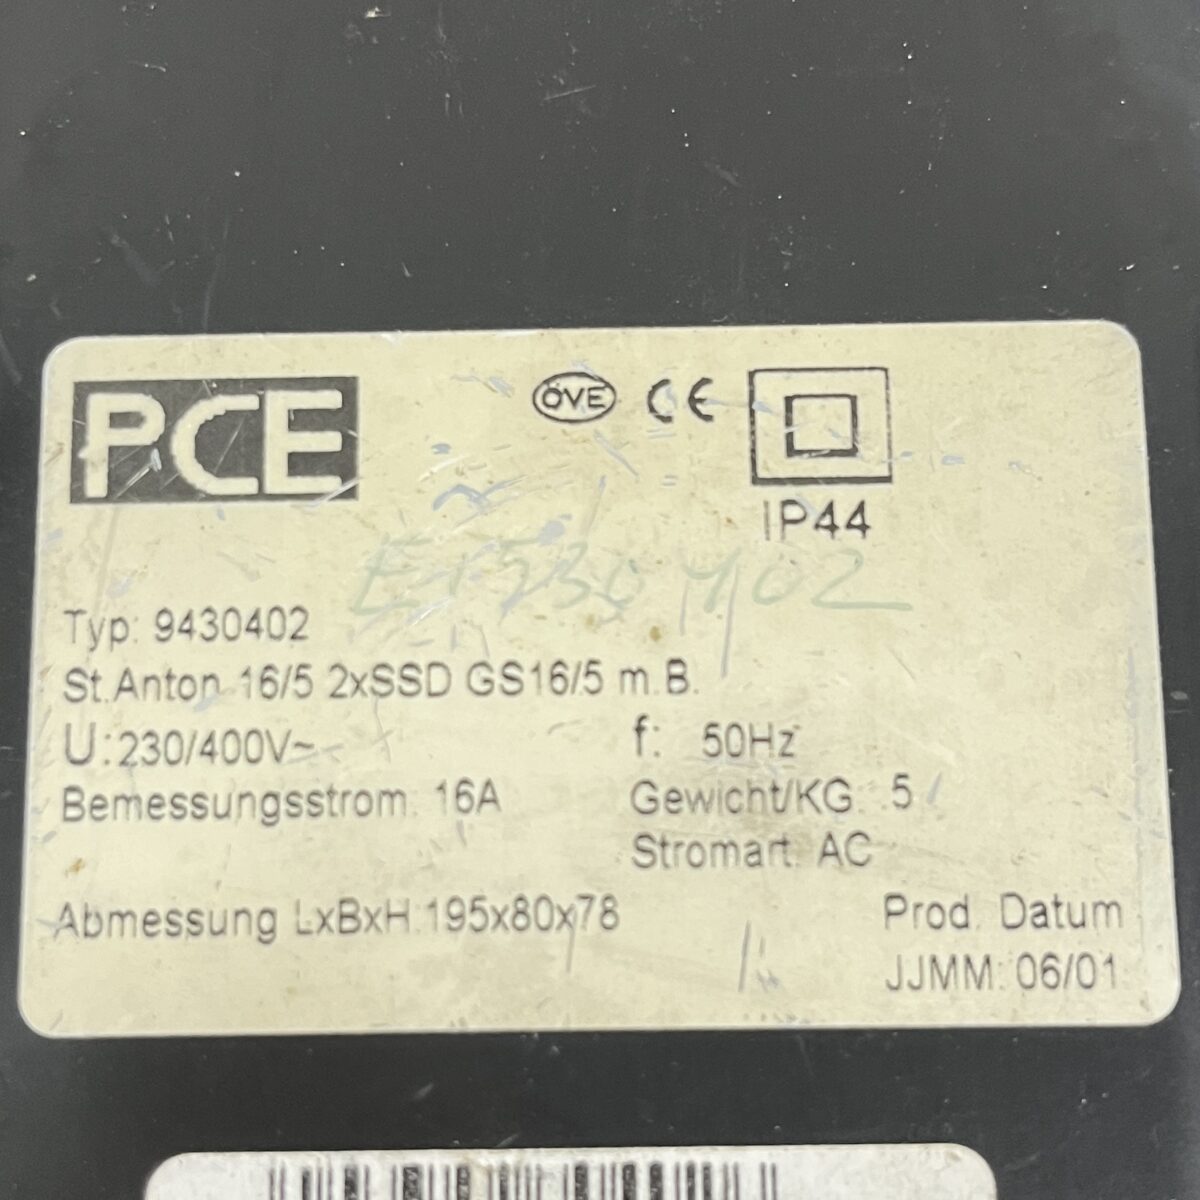 PCE
ÖVE CE
IP44
Typ: 9430402
St.Anton 16/5 2xSSD GS16/5 m.B.
U:230/400V~ f: 50Hz
Bemessungsstrom: 16A Gewicht/KG: .5
Stromart: AC
Abmessung LxBxH:195x80x78 Prod. Datum
JJMM: 06/01